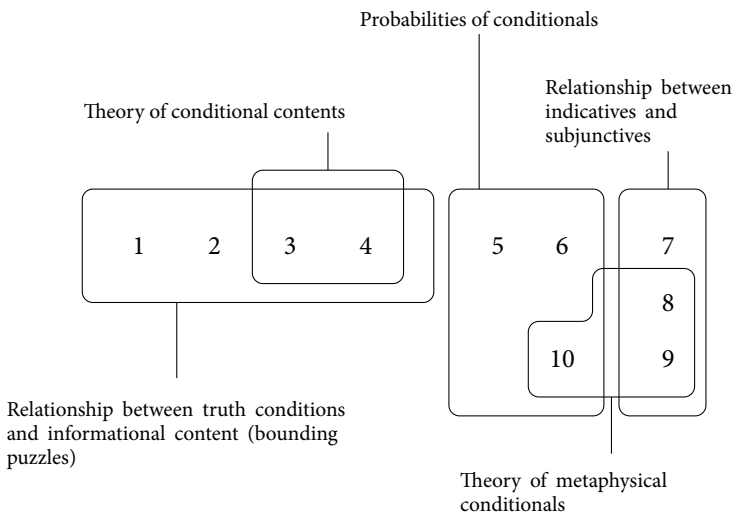 Probabilities of conditionals
Relationship between
indicatives and
subjunctives
Theory of conditional contents
1 2 3 4 5 6 7
8
10 9
Relationship between truth conditions
and informational content (bounding
puzzles)
Theory of metaphysical
conditionals